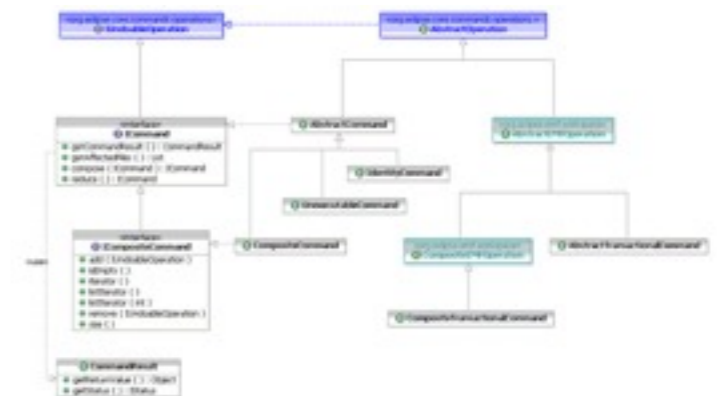 IUndoableOperation
AbstractOperation
«interface»
ICommand
getCommandResult ( ) : CommandResult
getAffectedFiles ( ) : List
compose ( ICommand ) : ICommand
reduce ( ) : ICommand
AbstractCommand
AbstractEMFOperation
IdentityCommand
UnexecutableCommand
«interface»
ICompositeCommand
add ( IUndoableOperation )
isEmpty ( )
iterator ( )
listIterator ( )
listIterator ( int )
remove ( IUndoableOperation )
size ( )
CompositeCommand
CompositeEMFOperation
AbstractTransactionalCommand
CompositeTransactionalCommand
CommandResult
getReturnValue ( ) : Object
getStatus ( ) : IStatus